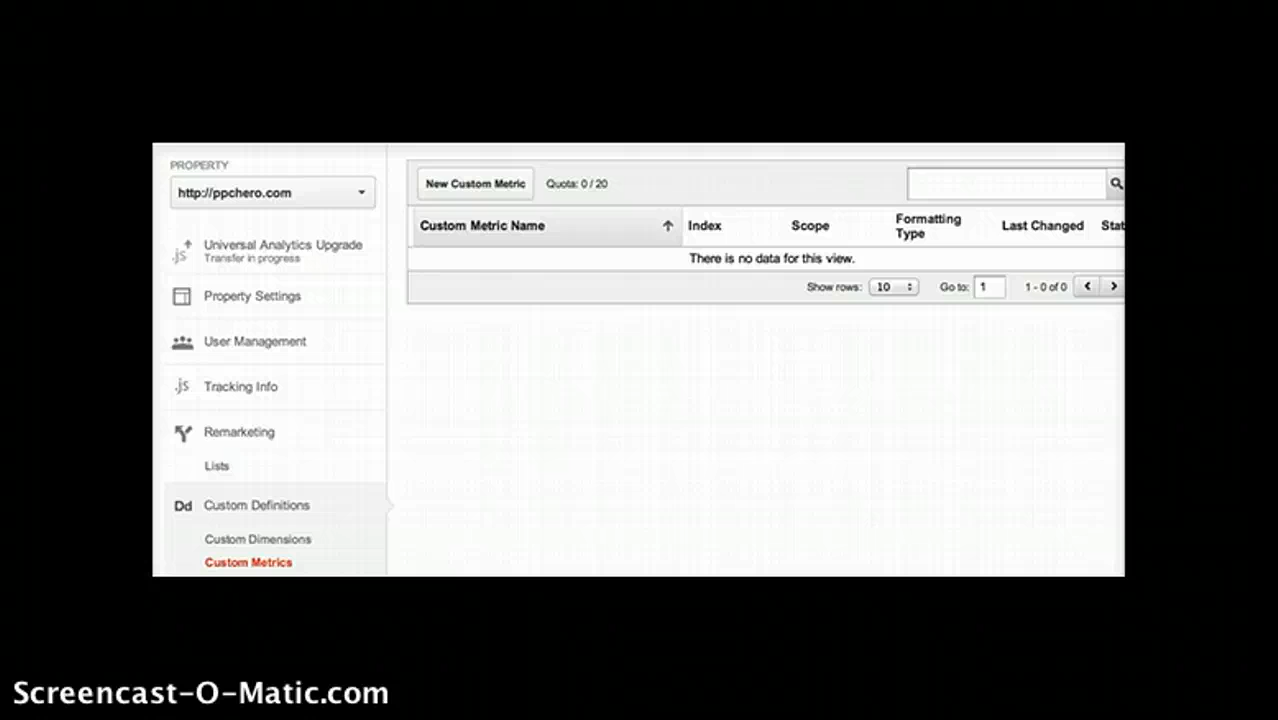 PROPERTY
http://ppchero.com
.js Universal Analytics Upgrade
Transfer in progress
Property Settings
User Management
.js Tracking Info
Remarketing
Lists
Dd Custom Definitions
Custom Dimensions
Custom Metrics
New Custom Metric Quota: 0 / 20
Custom Metric Name Index Scope Formatting Type Last Changed Stat
There is no data for this view.
Show rows: 10 Go to: 1 1 - 0 of 0
Screencast-O-Matic.com